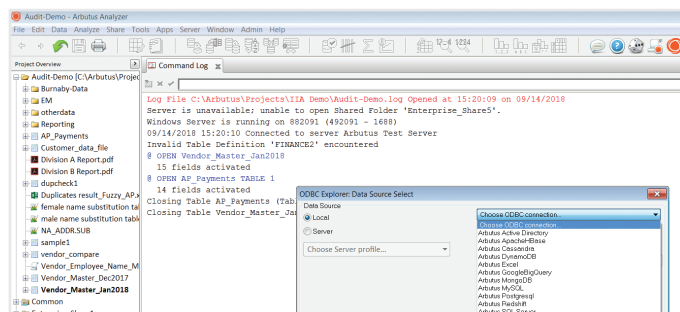 Audit-Demo - Arbutus Analyzer
File Edit Data Analyze Share Tools Apps Server Window Admin Help
Project Overview
Audit-Demo [C:\Arbutus\Projec
Burnaby-Data
EM
otherdata
Reporting
AP_Payments
Customer_data_file
Division A Report.pdf
Division B Report.pdf
dupcheck1
Duplicates result_Fuzzy_AP.x
female name substitution tal
male name substitution tabl
NA_ADDR.SUB
sample1
vendor_compare
Vendor_Employee_Name_M
Vendor_Master_Dec2017
Vendor_Master_Jan2018
Common
Command Log
Log File C:\Arbutus\Projects\IIA Demo\Audit-Demo.log Opened at 15:20:09 on 09/14/2018
Server is unavailable; unable to open Shared Folder 'Enterprise_Share5'.
Windows Server is running on 882091 (492091 - 1688)
09/14/2018 15:20:10 Connected to server Arbutus Test Server
Invalid Table Definition 'FINANCE2' encountered
@ OPEN Vendor_Master_Jan2018
15 fields activated
@ OPEN AP_Payments TABLE 1
14 fields activated
Closing Table AP_Payments (Tab
Closing Table Vendor_Master_Ja
ODBC Explorer: Data Source Select
Data Source
Local
Server
Choose Server profile...
Choose ODBC connection...
Choose ODBC connection...
Arbutus Active Directory
Arbutus ApacheHBase
Arbutus Cassandra
Arbutus DynamoDB
Arbutus Excel
Arbutus GoogleBigQuery
Arbutus MongoDB
Arbutus MySQL
Arbutus Postgresql
Arbutus Redshift
Arbutus SQL Server